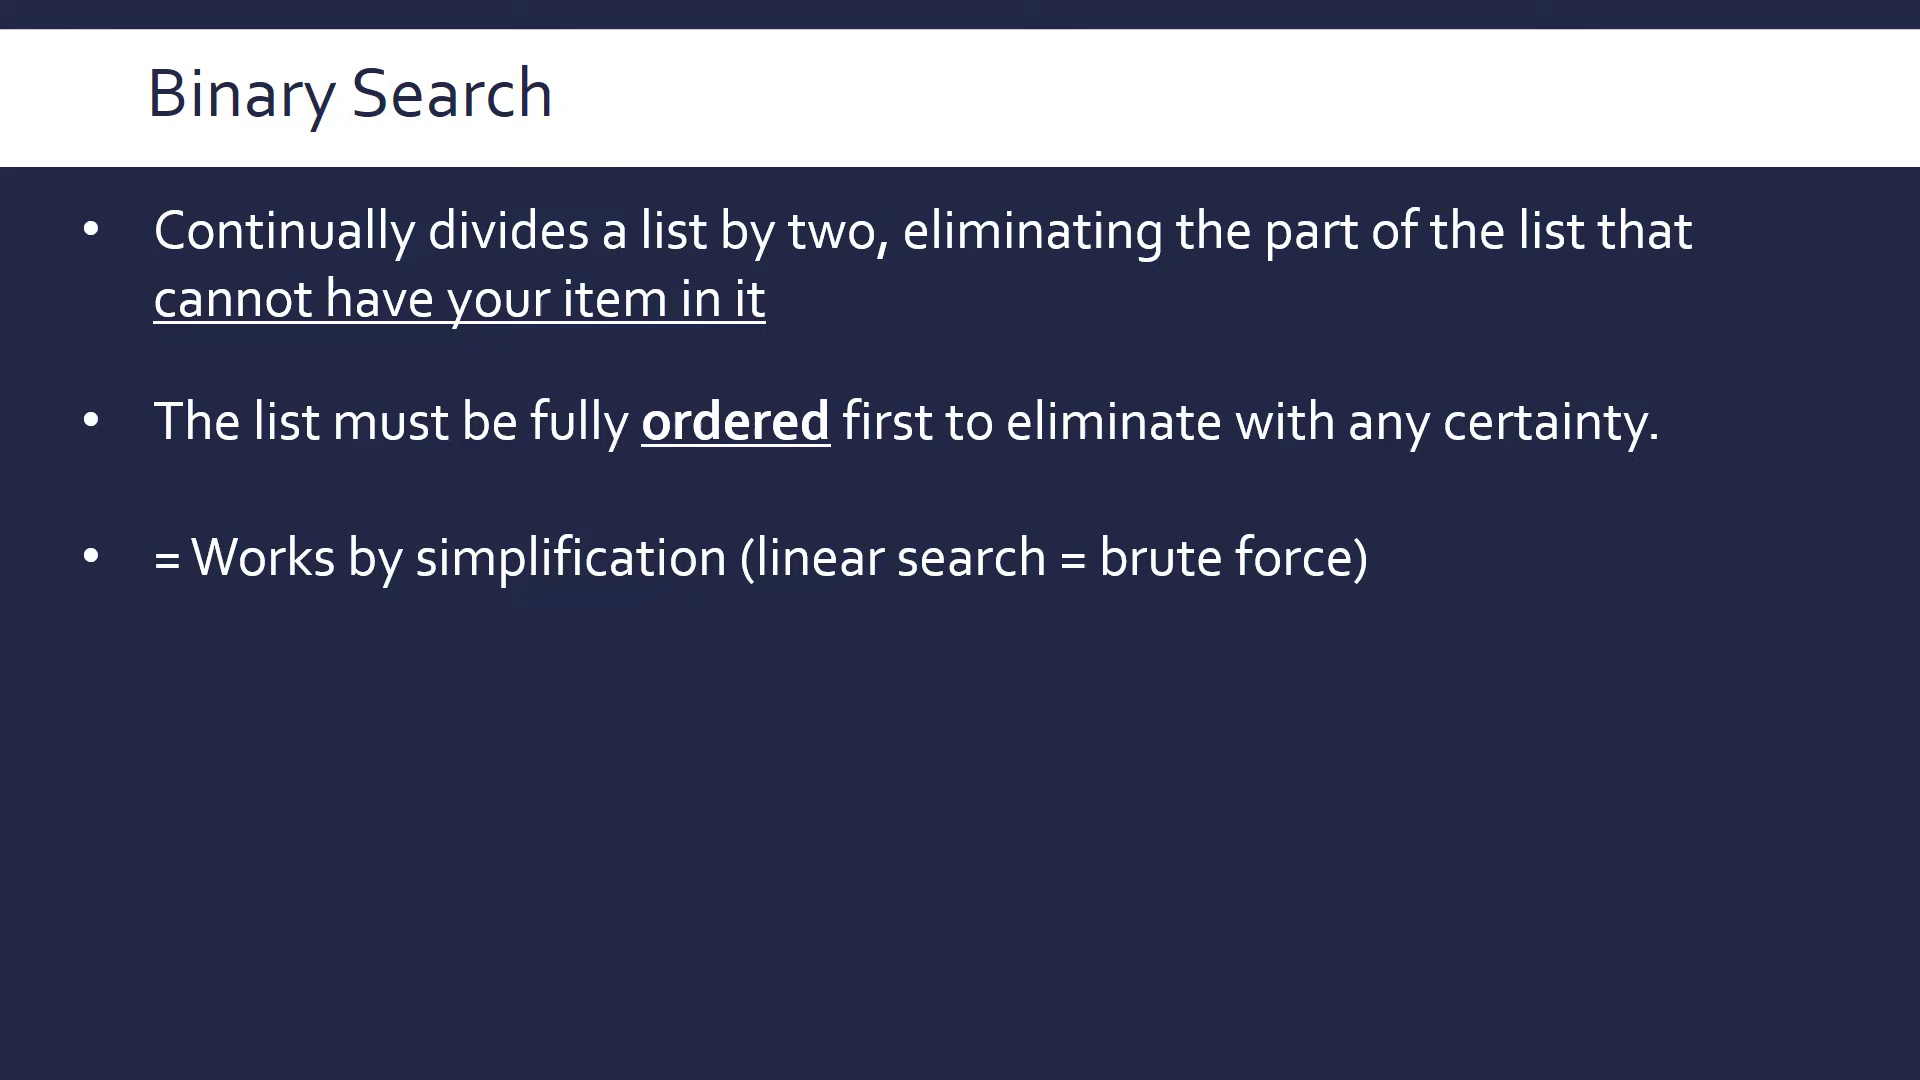 Binary Search
• Continually divides a list by two, eliminating the part of the list that
cannot have your item in it
• The list must be fully ordered first to eliminate with any certainty.
• = Works by simplification (linear search = brute force)